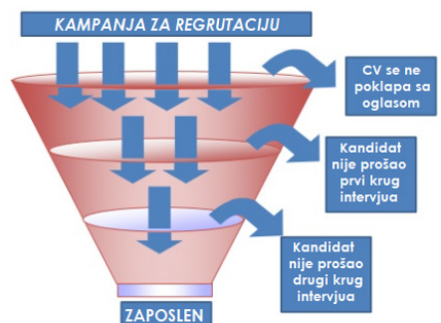 KAMPANJA ZA REGRUTACIJU
CV se ne
poklapa sa
oglasom
Kandidat
nije prošao
prvi krug
intervjua
Kandidat
nije prošao
drugi krug
intervjua
ZAPOSLEN